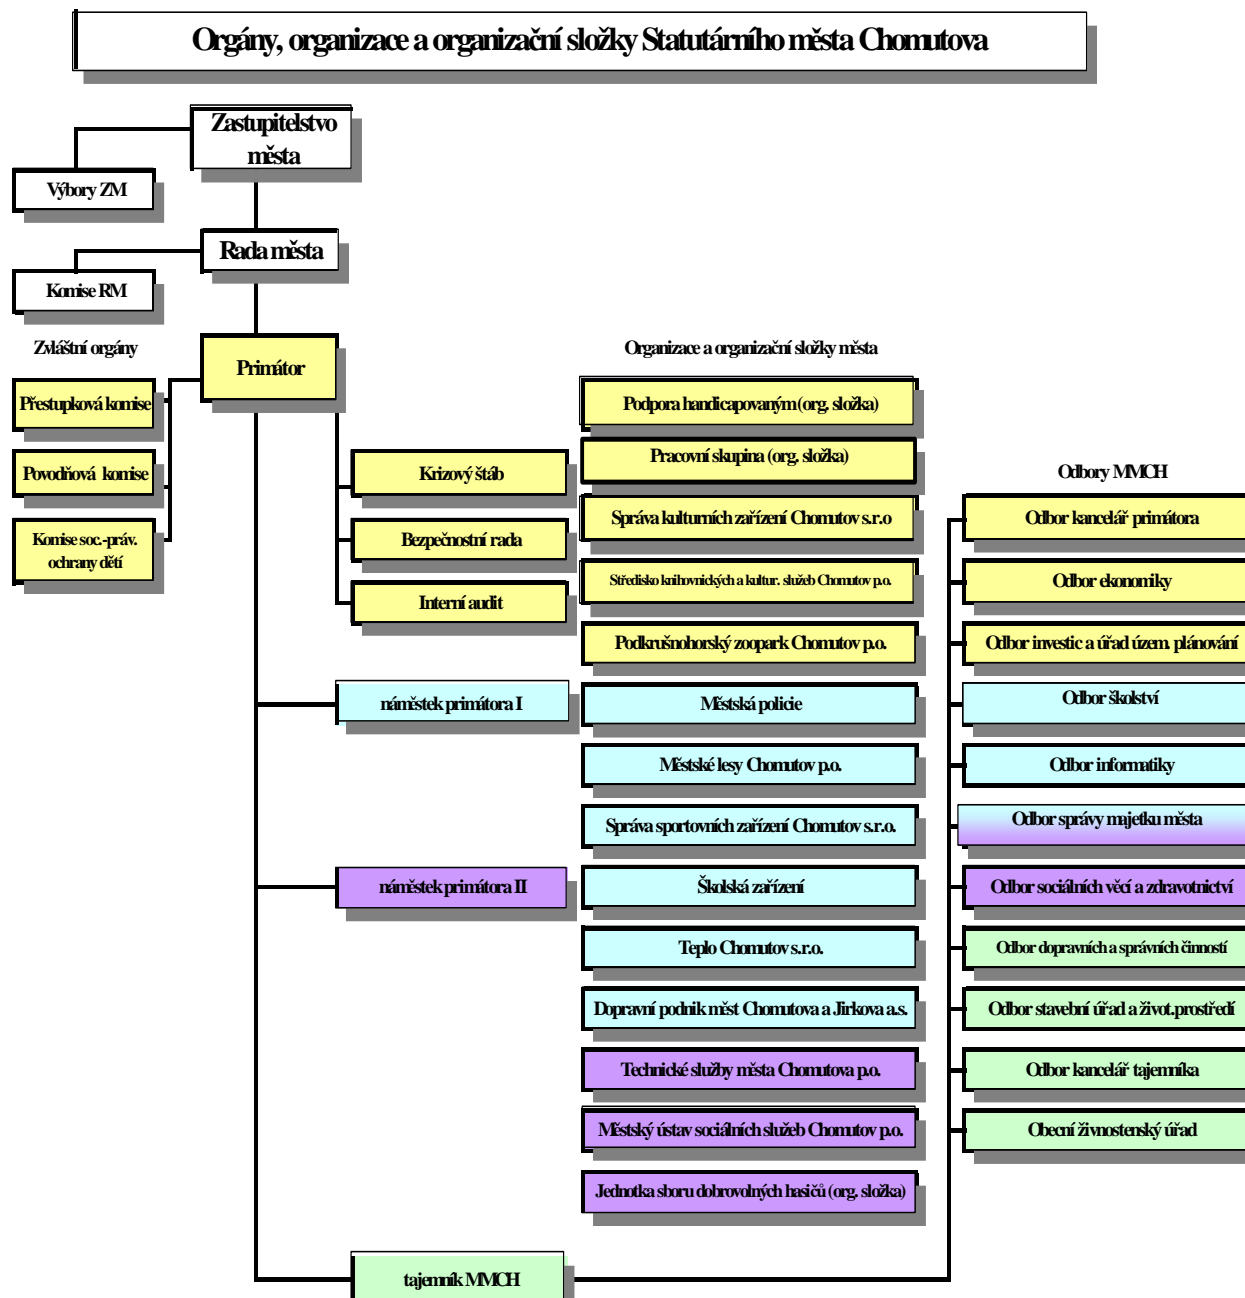 Orgány, organizace a organizační složky Statutárního města Chomutova
Zastupitelstvo
města
Výbory ZM
Rada města
Komise RM
Zvláštní orgány
Primátor
Přestupková komise
Povodňová komise
Komise soc.-práv.
ochrany dětí
Krizový štáb
Bezpečnostní rada
Interní audit
náměstek primátora I
náměstek primátora II
tajemník MMCH
Organizace a organizační složky města
Podpora handicapovaným (org. složka)
Pracovní skupina (org. složka)
Správa kulturních zařízení Chomutov s.r.o
Středisko knihovnických a kultur. služeb Chomutov p.o.
Podkrušnohorský zoopark Chomutov p.o.
Městská policie
Městské lesy Chomutov p.o.
Správa sportovních zařízení Chomutov s.r.o.
Školská zařízení
Teplo Chomutov s.r.o.
Dopravní podnik měst Chomutova a Jirkova a.s.
Technické služby města Chomutova p.o.
Městský ústav sociálních služeb Chomutov p.o.
Jednotka sboru dobrovolných hasičů (org. složka)
Odbory MMCH
Odbor kancelář primátora
Odbor ekonomiky
Odbor investic a úřad územ. plánování
Odbor školství
Odbor informatiky
Odbor správy majetku města
Odbor sociálních věcí a zdravotnictví
Odbor dopravních a správních činností
Odbor stavební úřad a život.prostředí
Odbor kancelář tajemníka
Obecní živnostenský úřad